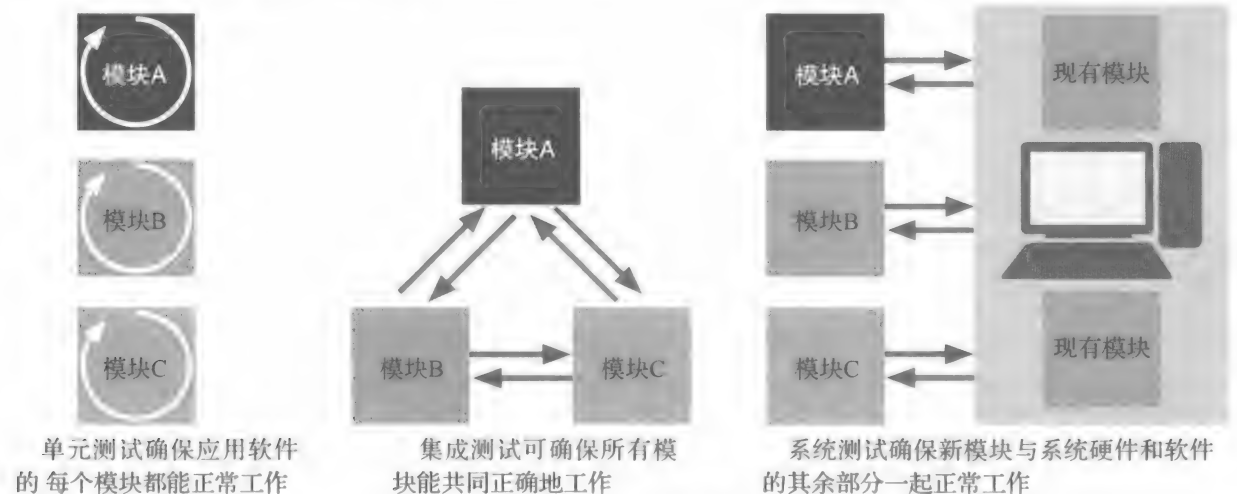 模块A
模块B
模块C
单元测试确保应用软件
的 每个模块都能正常工作
模块A
模块B
模块C
集成测试可确保所有模
块能共同正确地工作
模块A
模块B
模块C
现有模块
现有模块
系统测试确保新模块与系统硬件和软件
的其余部分一起正常工作